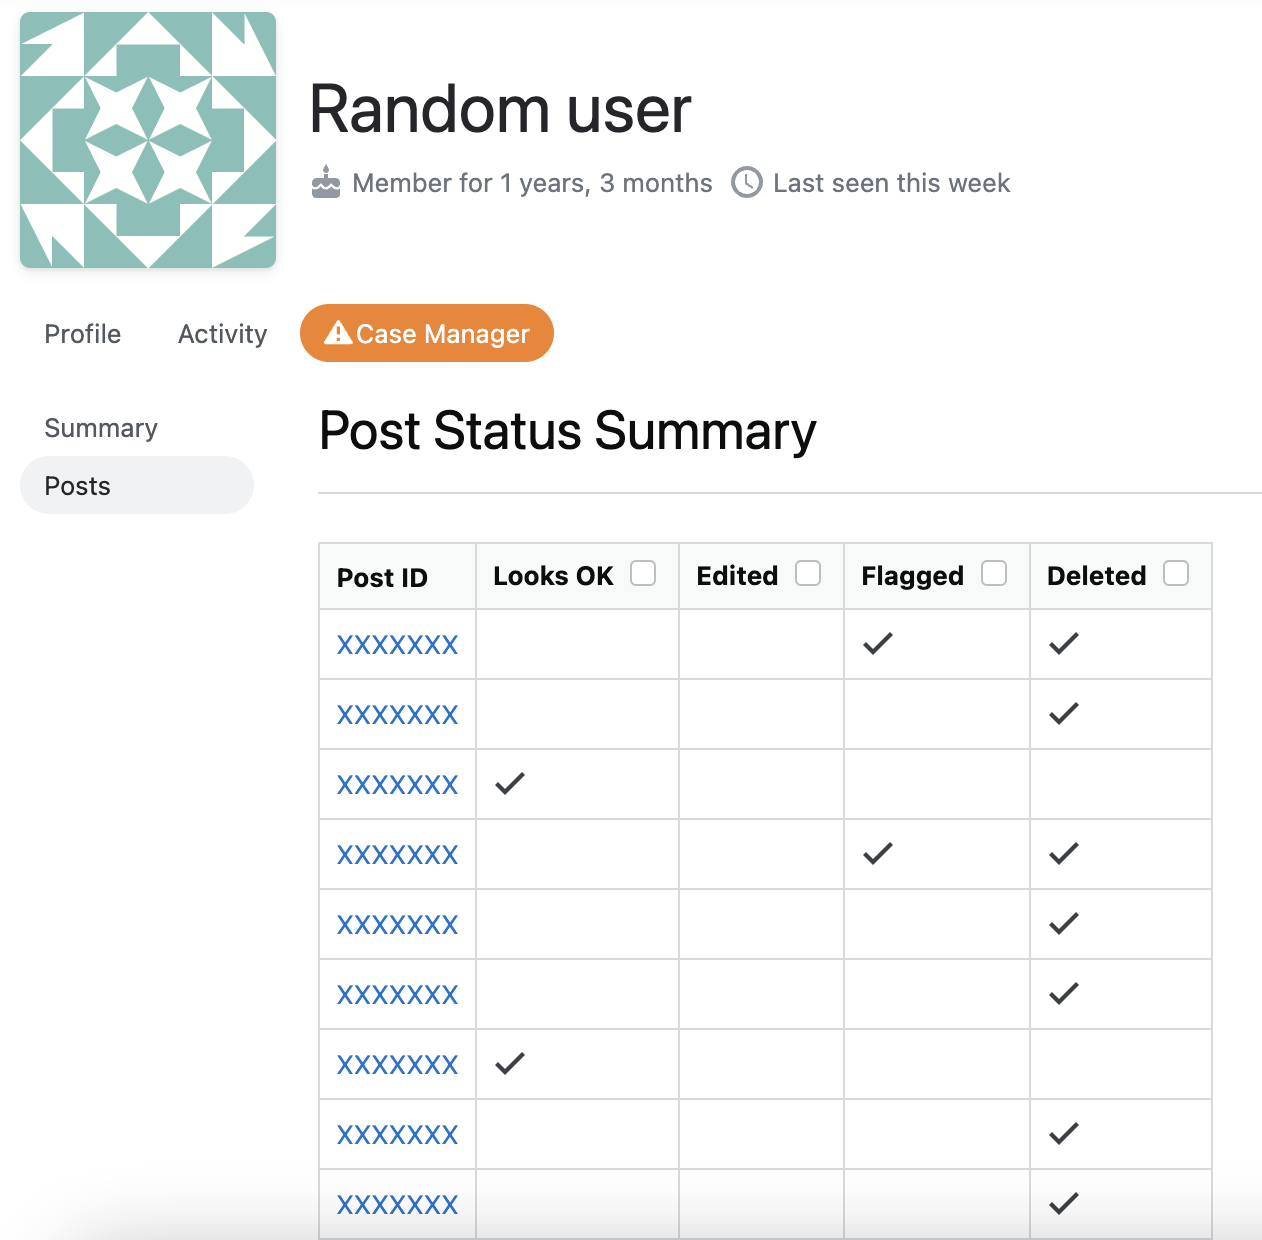 Random user
Member for 1 years, 3 months Last seen this week
Profile Activity Case Manager
Summary
Posts
Post Status Summary
Post ID Looks OK Edited Flagged Deleted
XXXXXXX
XXXXXXX
XXXXXXX
XXXXXXX
XXXXXXX
XXXXXXX
XXXXXXX
XXXXXXX
XXXXXXX